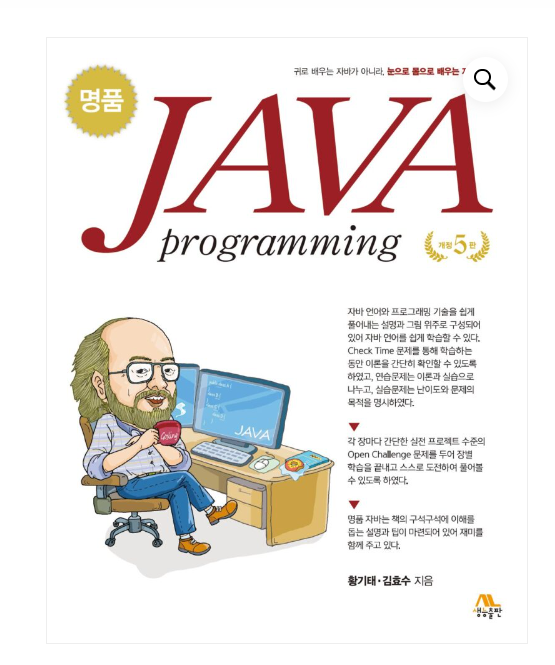 귀로 배우는 자바가 아니라, 눈으로 몸으로 배우는
명품
JAVA
programming
개정 5 판
자바 언어와 프로그래밍 기술을 쉽게
풀어내는 설명과 그림 위주로 구성되어
있어 자바 언어를 쉽게 학습할 수 있다.
Check Time 문제를 통해 학습하는
동안 이론을 간단히 확인할 수 있도록
하였고, 연습문제는 이론과 실습으로
나누고, 실습문제는 난이도와 문제의
목적을 명시하였다.
각 장마다 간단한 실전 프로젝트 수준의
Open Challenge 문제를 두어 장별
학습을 끝내고 스스로 도전하여 풀어볼
수 있도록 하였다.
명품 자바는 책의 구석구석에 이해를
돕는 설명과 팁이 마련되어 있어 재미를
함께 주고 있다.
JAVA
황기태·김효수 지음
생능출판